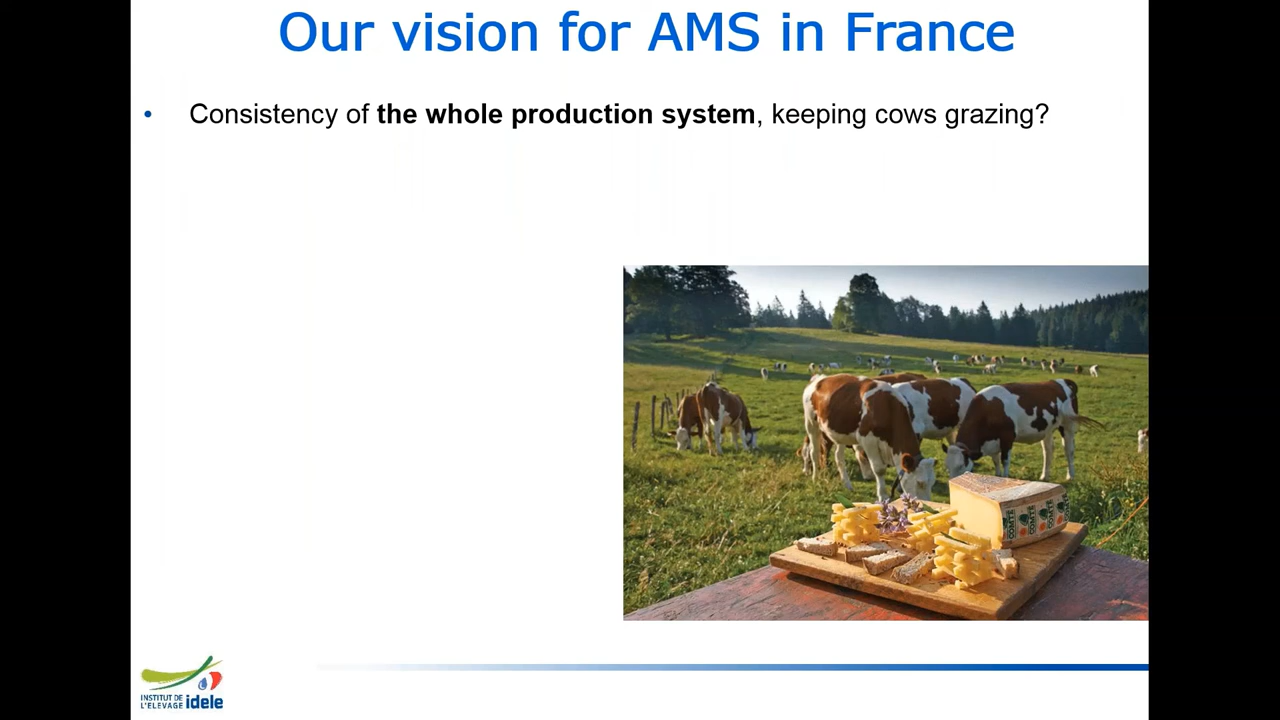 Our vision for AMS in France
• Consistency of the whole production system, keeping cows grazing?
COMTÉ
INSTITUT DE
L'ELEVAGE idele